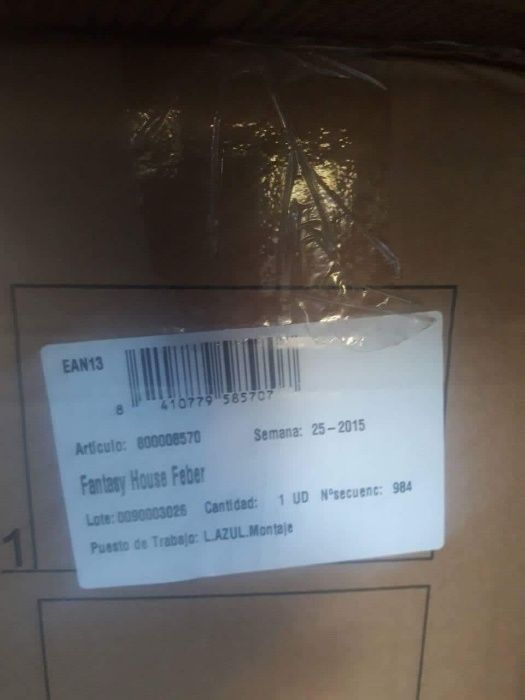 EAN13
8 410779 585707
Artículo: 800008570 Semana: 25-2015
Fantasy House Feber
Lote: 0090003026 Cantidad: 1 UD Nºsecuenc: 984
Puesto de Trabajo: L.AZUL.Montaje
1